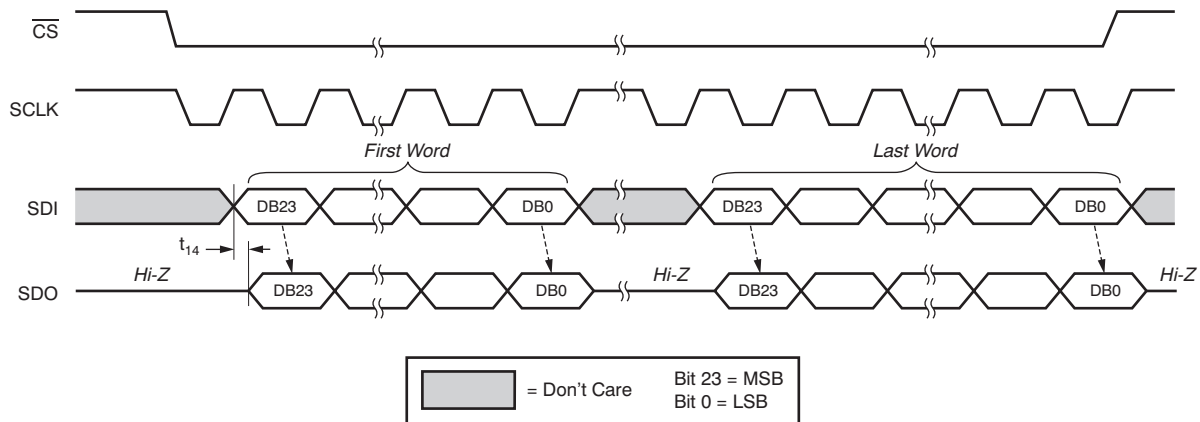 CS
SCLK
First Word
Last Word
SDI
DB23
DB0
DB23
DB0
t14
Hi-Z
Hi-Z
Hi-Z
SDO
DB23
DB0
DB23
DB0
= Don't Care
Bit 23 = MSB
Bit 0 = LSB